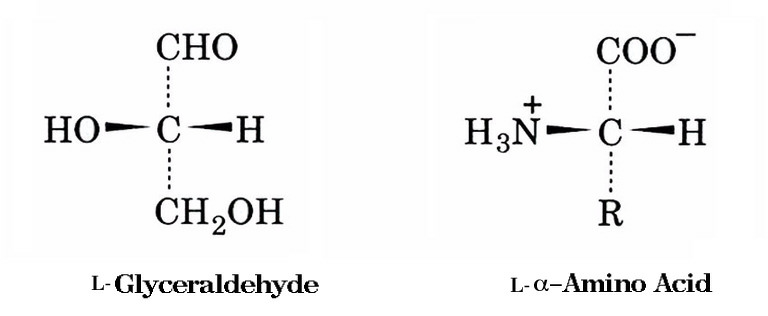 CHO
HO C H
CH₂OH
L-Glyceraldehyde
COO⁻
H₃N⁺ C H
R
L-α-Amino Acid